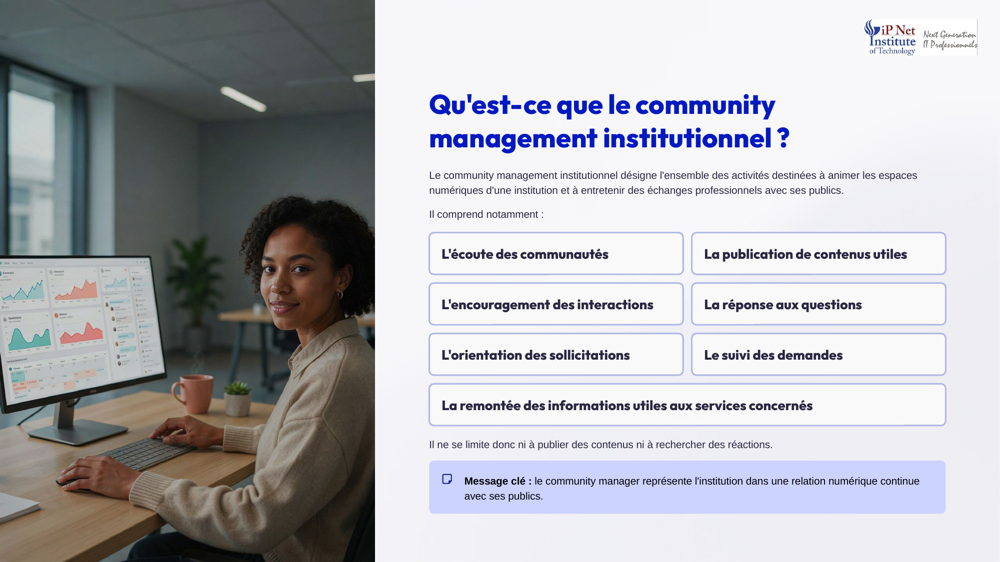 iP Net
Institute
of Technology
Next Generation
IT Professionnels
Qu'est-ce que le community
management institutionnel ?
Le community management institutionnel désigne l'ensemble des activités destinées à animer les espaces
numériques d'une institution et à entretenir des échanges professionnels avec ses publics.
Il comprend notamment :
L'écoute des communautés
La publication de contenus utiles
L'encouragement des interactions
La réponse aux questions
L'orientation des sollicitations
Le suivi des demandes
La remontée des informations utiles aux services concernés
Il ne se limite donc ni à publier des contenus ni à rechercher des réactions.
Message clé : le community manager représente l'institution dans une relation numérique continue
avec ses publics.